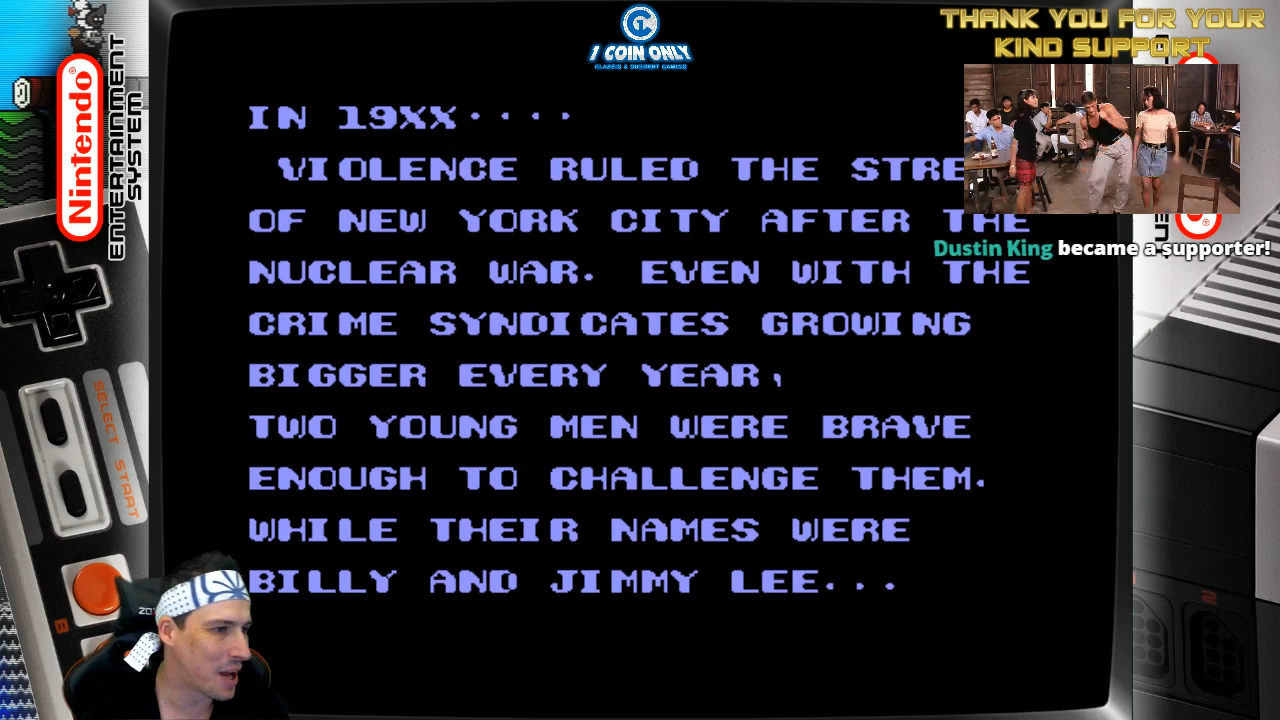 1 COIN ONLY
CLASSIC & CURRENT GAMING
THANK YOU FOR YOUR
KIND SUPPORT
Dustin King became a supporter!
Nintendo®
ENTERTAINMENT
SYSTEM
SELECT START
B
IN 19XX....
VIOLENCE RULED THE STRE
OF NEW YORK CITY AFTER THE
NUCLEAR WAR. EVEN WITH THE
CRIME SYNDICATES GROWING
BIGGER EVERY YEAR,
TWO YOUNG MEN WERE BRAVE
ENOUGH TO CHALLENGE THEM.
WHILE THEIR NAMES WERE
BILLY AND JIMMY LEE...